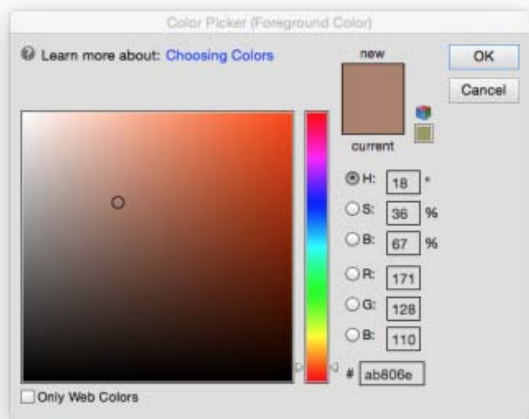 Color Picker (Foreground Color)
Learn more about: Choosing Colors
new
OK
Cancel
current
H: 18 °
S: 36 %
B: 67 %
R: 171
G: 128
B: 110
# ab806e
Only Web Colors